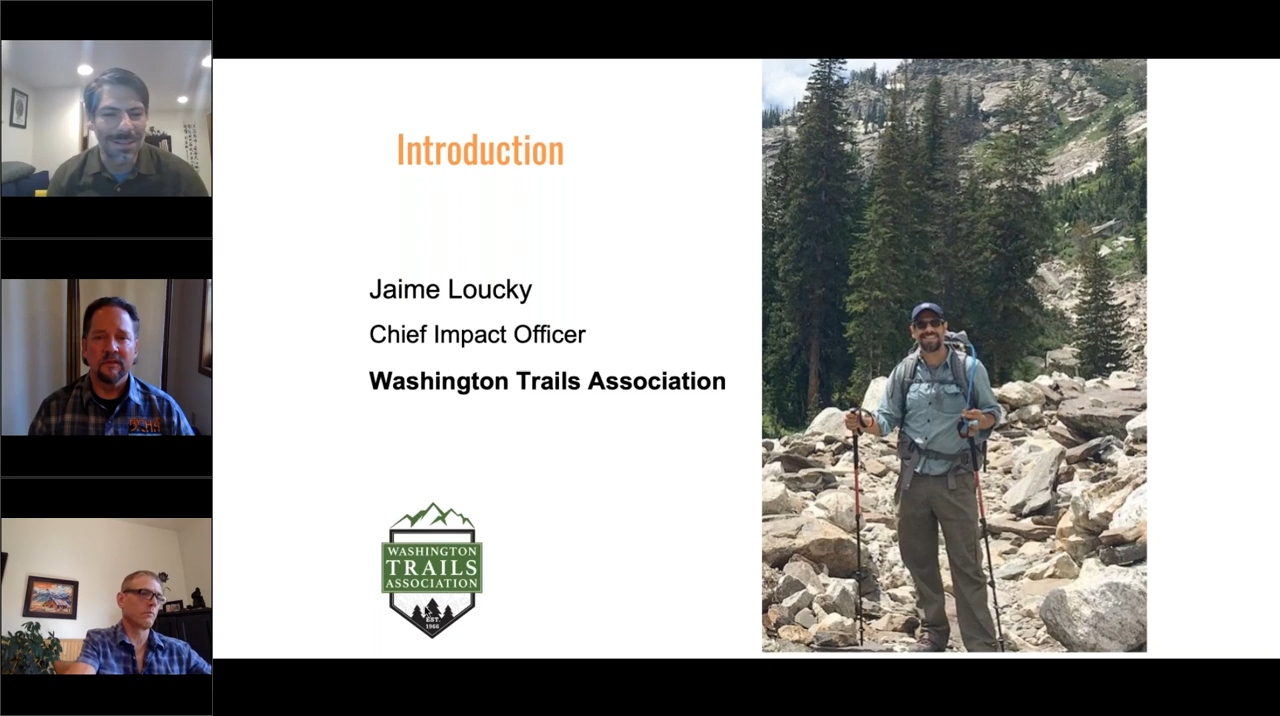 Introduction
Jaime Loucky
Chief Impact Officer
Washington Trails Association
WASHINGTON
TRAILS
ASSOCIATION
EST.
1966